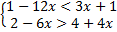 1 − 12x < 3x + 1
2 − 6x > 4 + 4x